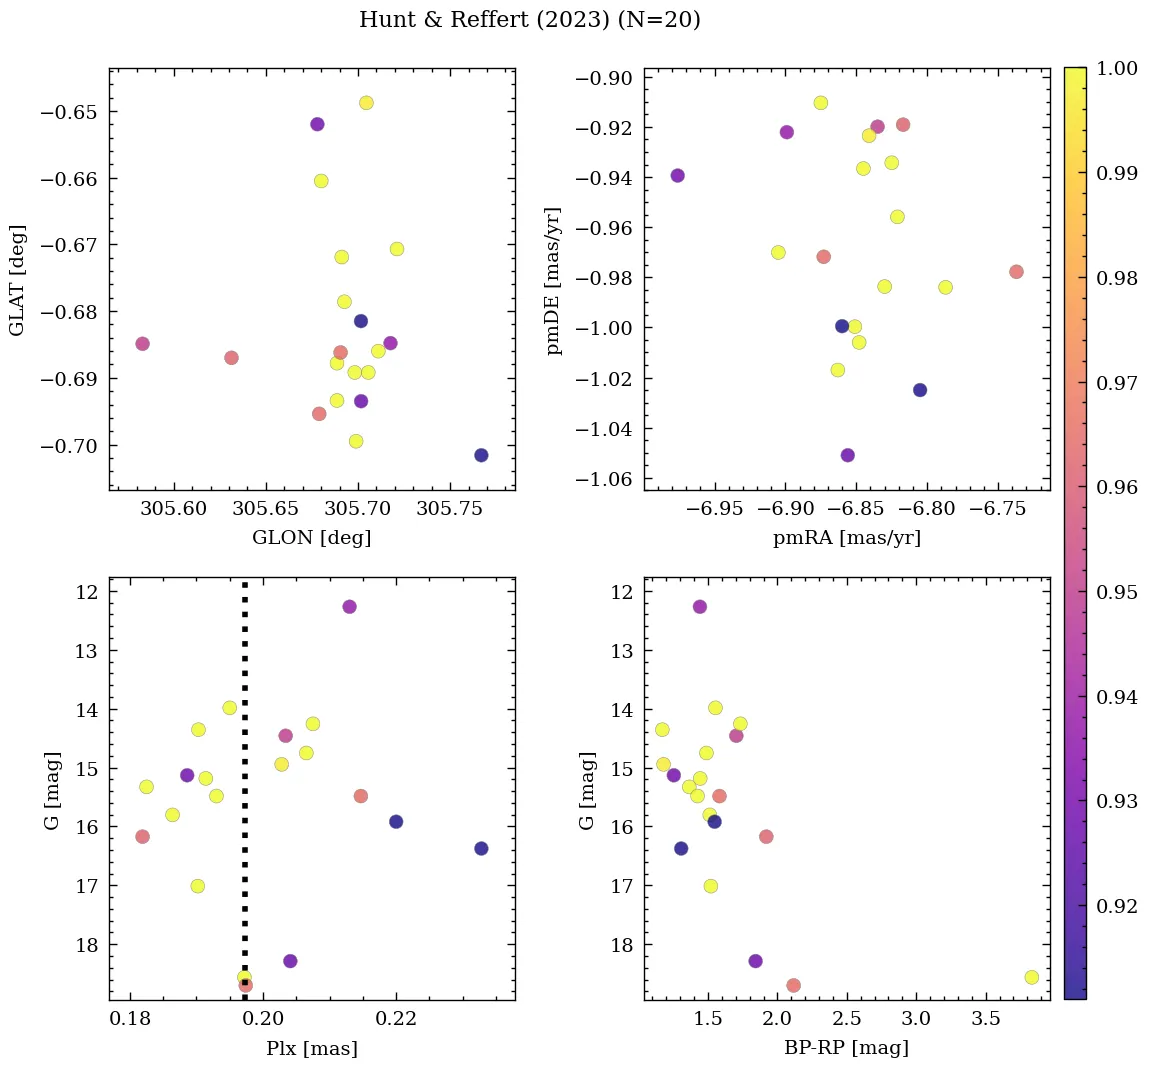 Hunt & Reffert (2023) (N=20)
−0.65
−0.66
−0.67
−0.68
−0.69
−0.70
GLAT [deg]
305.60 305.65 305.70 305.75
GLON [deg]
−0.90
−0.92
−0.94
−0.96
−0.98
−1.00
−1.02
−1.04
−1.06
pmDE [mas/yr]
−6.95 −6.90 −6.85 −6.80 −6.75
pmRA [mas/yr]
12
13
14
15
16
17
18
G [mag]
0.18 0.20 0.22
Plx [mas]
12
13
14
15
16
17
18
G [mag]
1.5 2.0 2.5 3.0 3.5
BP-RP [mag]
1.00
0.99
0.98
0.97
0.96
0.95
0.94
0.93
0.92